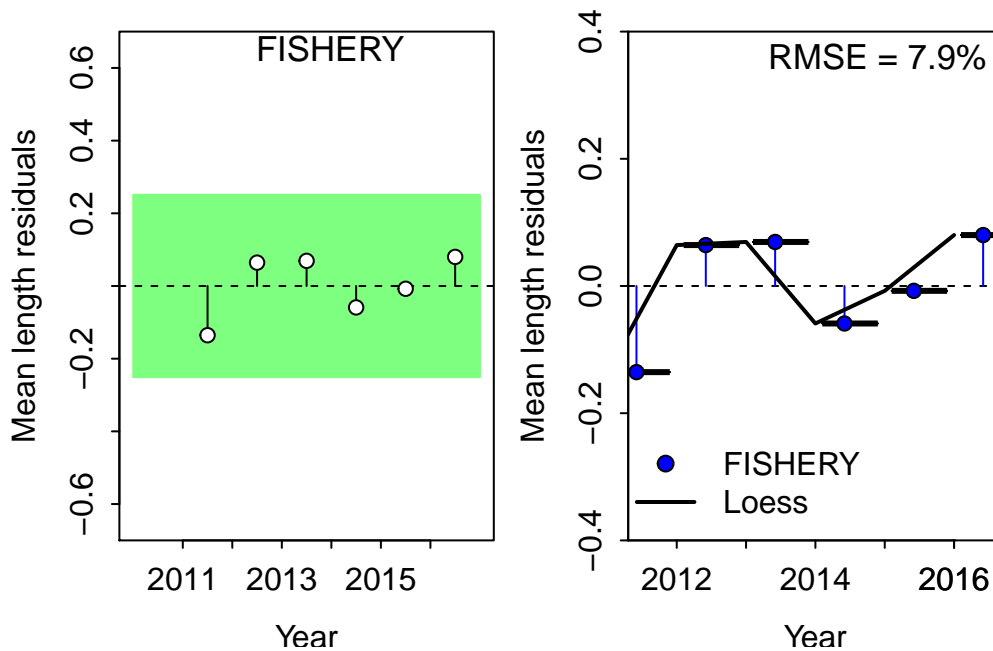 FISHERY
Mean length residuals
0.6
0.4
0.2
0.0
−0.2
−0.6
2011 2013 2015
Year
RMSE = 7.9%
Mean length residuals
0.4
0.2
0.0
−0.2
−0.4
FISHERY
Loess
2012 2014 2016
Year